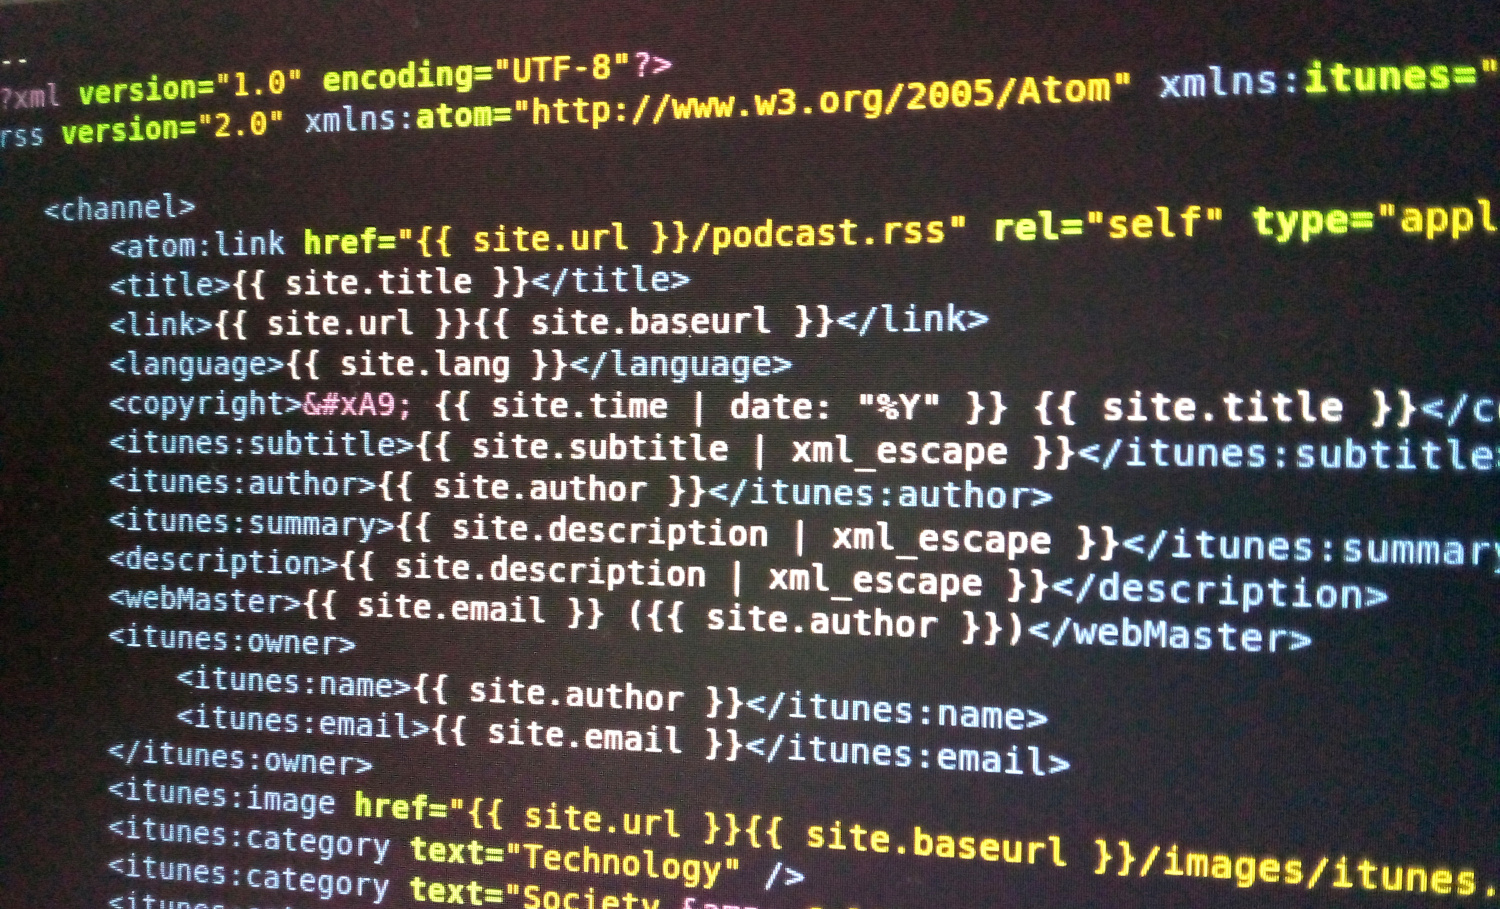 --
?xml version="1.0" encoding="UTF-8"?>
rss version="2.0" xmlns:atom="http://www.w3.org/2005/Atom" xmlns:itunes="
<channel>
<atom:link href="{{ site.url }}/podcast.rss" rel="self" type="appl
<title>{{ site.title }}</title>
<link>{{ site.url }}{{ site.baseurl }}</link>
<language>{{ site.lang }}</language>
<copyright>&#xA9; {{ site.time | date: "%Y" }} {{ site.title }}</c
<itunes:subtitle>{{ site.subtitle | xml_escape }}</itunes:subtitle>
<itunes:author>{{ site.author }}</itunes:author>
<itunes:summary>{{ site.description | xml_escape }}</itunes:summary
<description>{{ site.description | xml_escape }}</description>
<webMaster>{{ site.email }} ({{ site.author }})</webMaster>
<itunes:owner>
<itunes:name>{{ site.author }}</itunes:name>
<itunes:email>{{ site.email }}</itunes:email>
</itunes:owner>
<itunes:image href="{{ site.url }}{{ site.baseurl }}/images/itunes.
<itunes:category text="Technology" />
<itunes:category text="Society